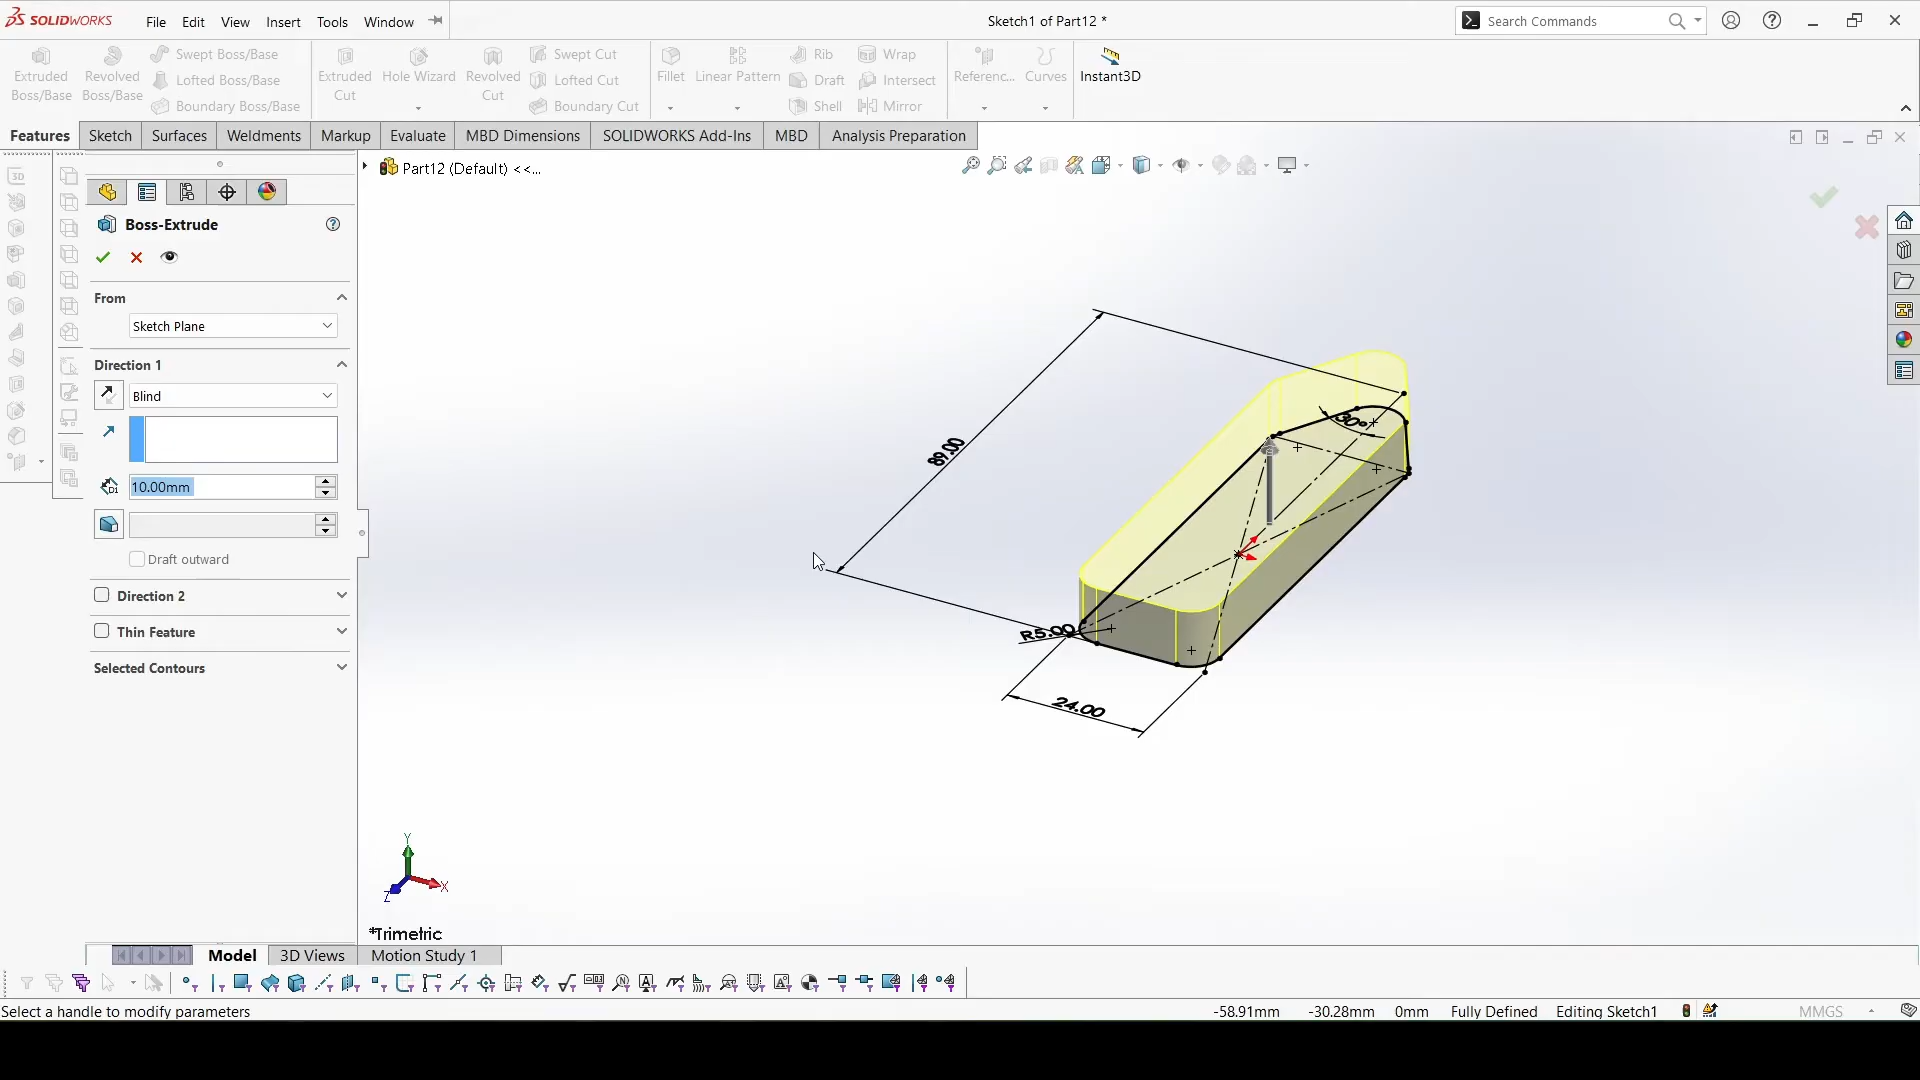 SOLIDWORKS File Edit View Insert Tools Window Sketch1 of Part12 * Search Commands
Extruded Boss/Base
Revolved Boss/Base
Swept Boss/Base
Lofted Boss/Base
Boundary Boss/Base
Extruded Cut
Hole Wizard
Revolved Cut
Swept Cut
Lofted Cut
Boundary Cut
Fillet
Linear Pattern
Rib
Draft
Shell
Wrap
Intersect
Mirror
Referenc...
Curves
Instant3D
Features Sketch Surfaces Weldments Markup Evaluate MBD Dimensions SOLIDWORKS Add-Ins MBD Analysis Preparation
Part12 (Default) <<...
3D
Boss-Extrude
From
Sketch Plane
Direction 1
Blind
D1
10.00mm
Draft outward
Direction 2
Thin Feature
Selected Contours
89.00
30°
R5.00
24.00
Y
X
Z
*Trimetric
Model 3D Views Motion Study 1
Select a handle to modify parameters -58.91mm -30.28mm 0mm Fully Defined Editing Sketch1 MMGS